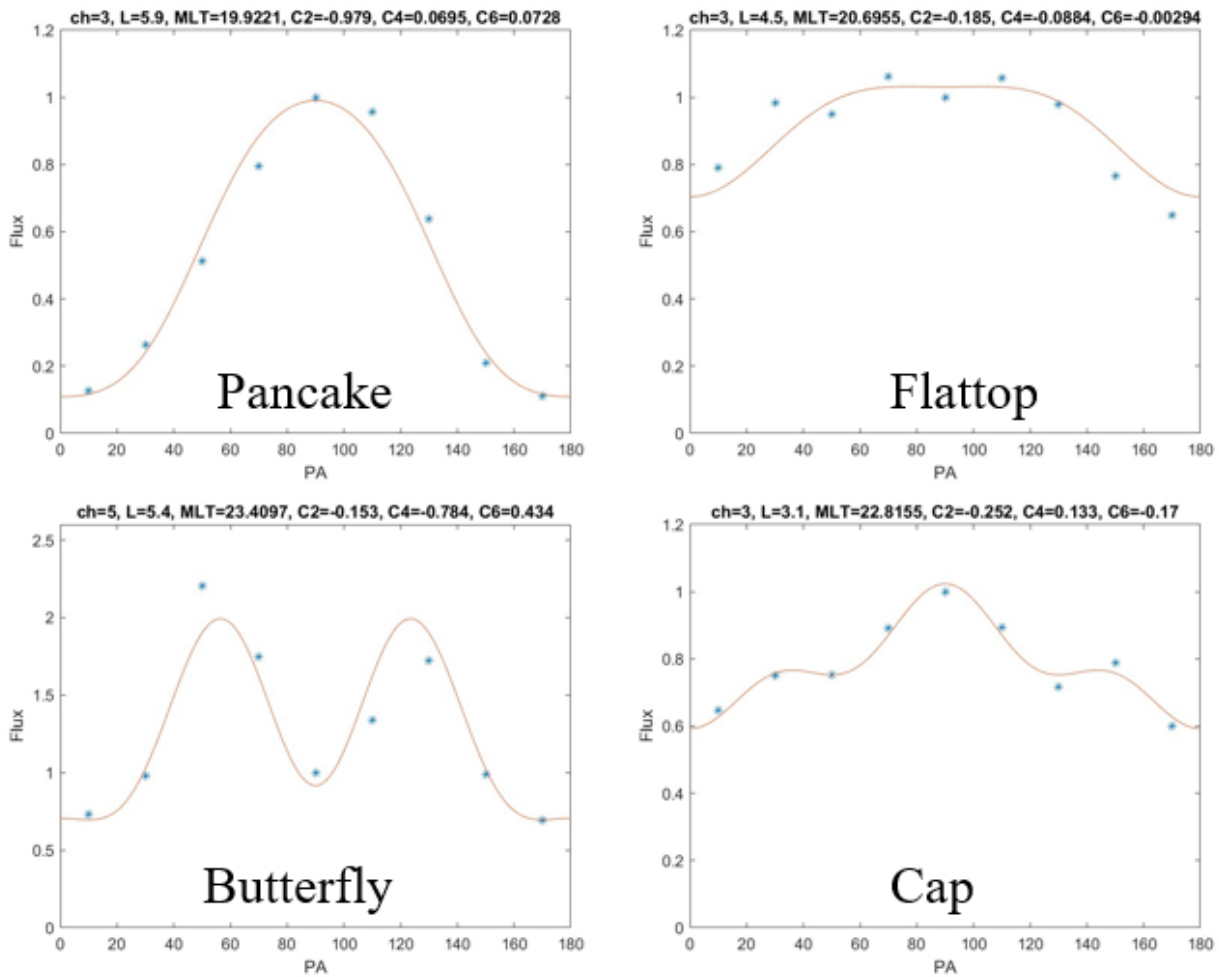 ch=3, L=5.9, MLT=19.9221, C2=-0.979, C4=0.0695, C6=0.0728
1.2
1
0.8
0.6
0.4
0.2
0
Flux
Pancake
0 20 40 60 80 100 120 140 160 180
PA
ch=3, L=4.5, MLT=20.6955, C2=-0.185, C4=-0.0884, C6=-0.00294
1.2
1
0.8
0.6
0.4
0.2
0
Flux
Flattop
0 20 40 60 80 100 120 140 160 180
PA
ch=5, L=5.4, MLT=23.4097, C2=-0.153, C4=-0.784, C6=0.434
2.5
2
1.5
1
0.5
0
Flux
Butterfly
0 20 40 60 80 100 120 140 160 180
PA
ch=3, L=3.1, MLT=22.8155, C2=-0.252, C4=0.133, C6=-0.17
1.2
1
0.8
0.6
0.4
0.2
0
Flux
Cap
0 20 40 60 80 100 120 140 160 180
PA